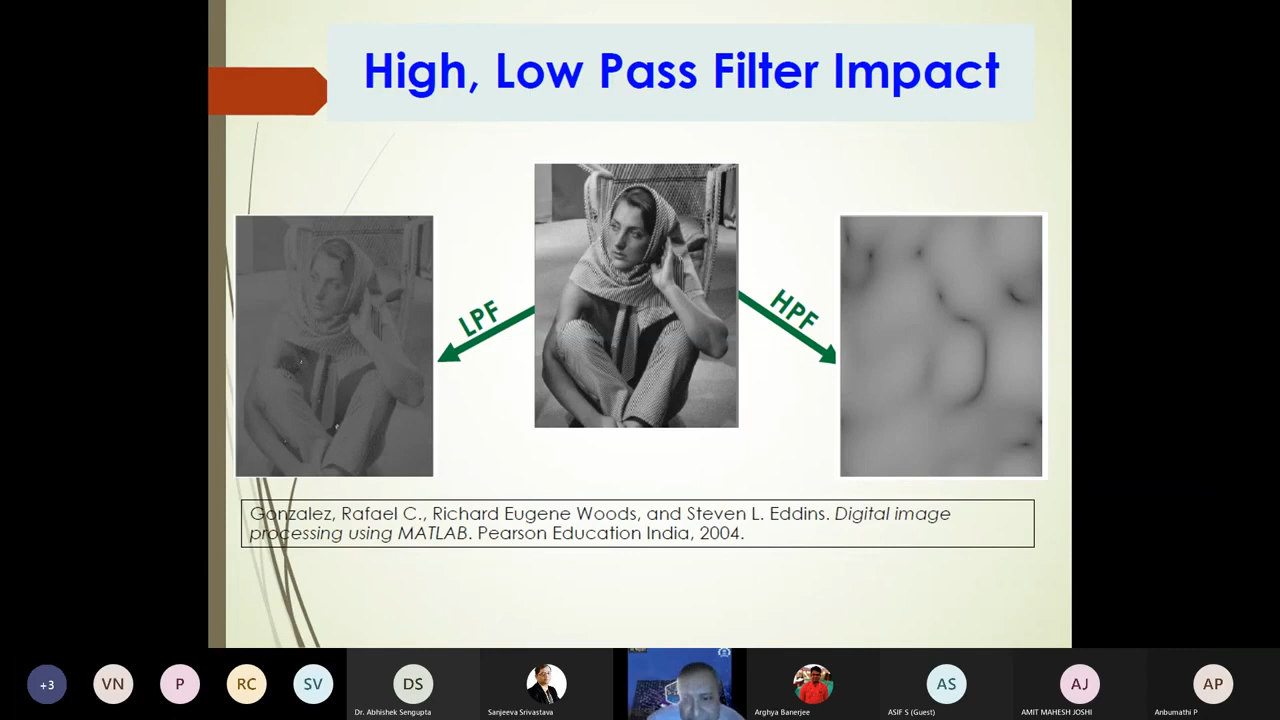 High, Low Pass Filter Impact
LPF
HPF
Gonzalez, Rafael C., Richard Eugene Woods, and Steven L. Eddins. Digital image
processing using MATLAB. Pearson Education India, 2004.
+3
VN
P
RC
SV
DS
AS
AJ
AP
Dr. Abhishek Sengupta
Sanjeeva Srivastava
Arghya Banerjee
ASIF S (Guest)
AMIT MAHESH JOSHI
Anbumathi P